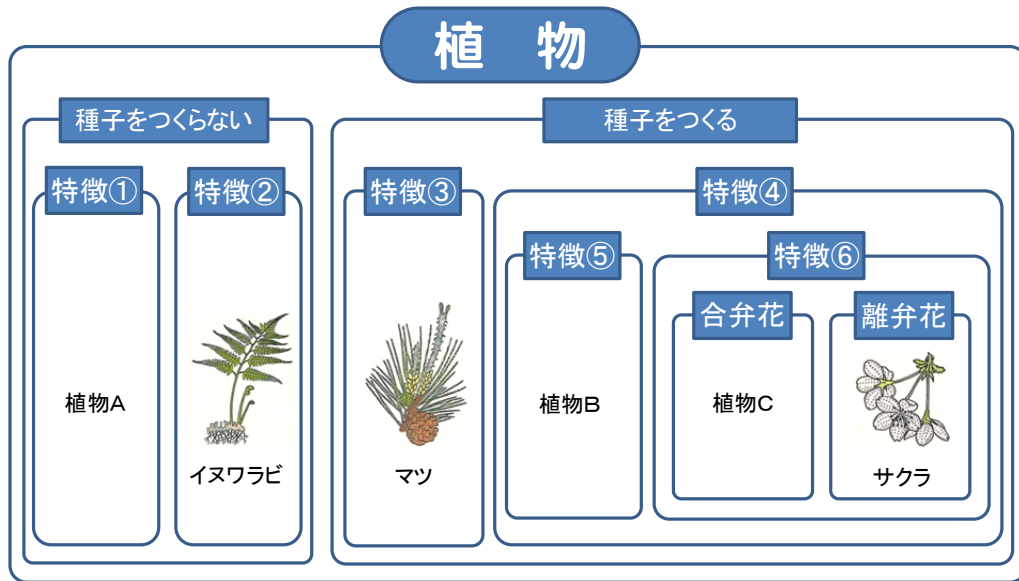 植 物
種子をつくらない
種子をつくる
特徴①
特徴②
特徴③
特徴④
特徴⑤
特徴⑥
合弁花
離弁花
植物A
イヌワラビ
マツ
植物B
植物C
サクラ